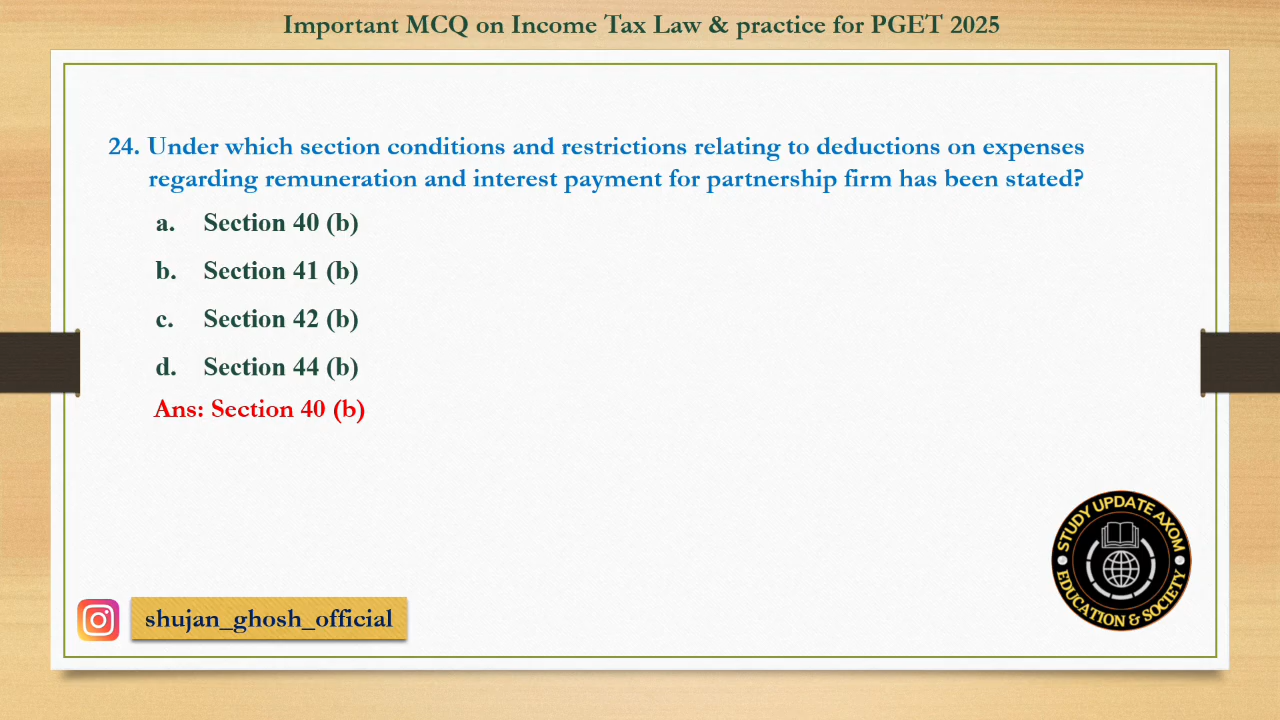 Important MCQ on Income Tax Law & practice for PGET 2025
24. Under which section conditions and restrictions relating to deductions on expenses
regarding remuneration and interest payment for partnership firm has been stated?
a. Section 40 (b)
b. Section 41 (b)
c. Section 42 (b)
d. Section 44 (b)
Ans: Section 40 (b)
STUDY UPDATE AXOM
EDUCATION & SOCIETY
shujan_ghosh_official